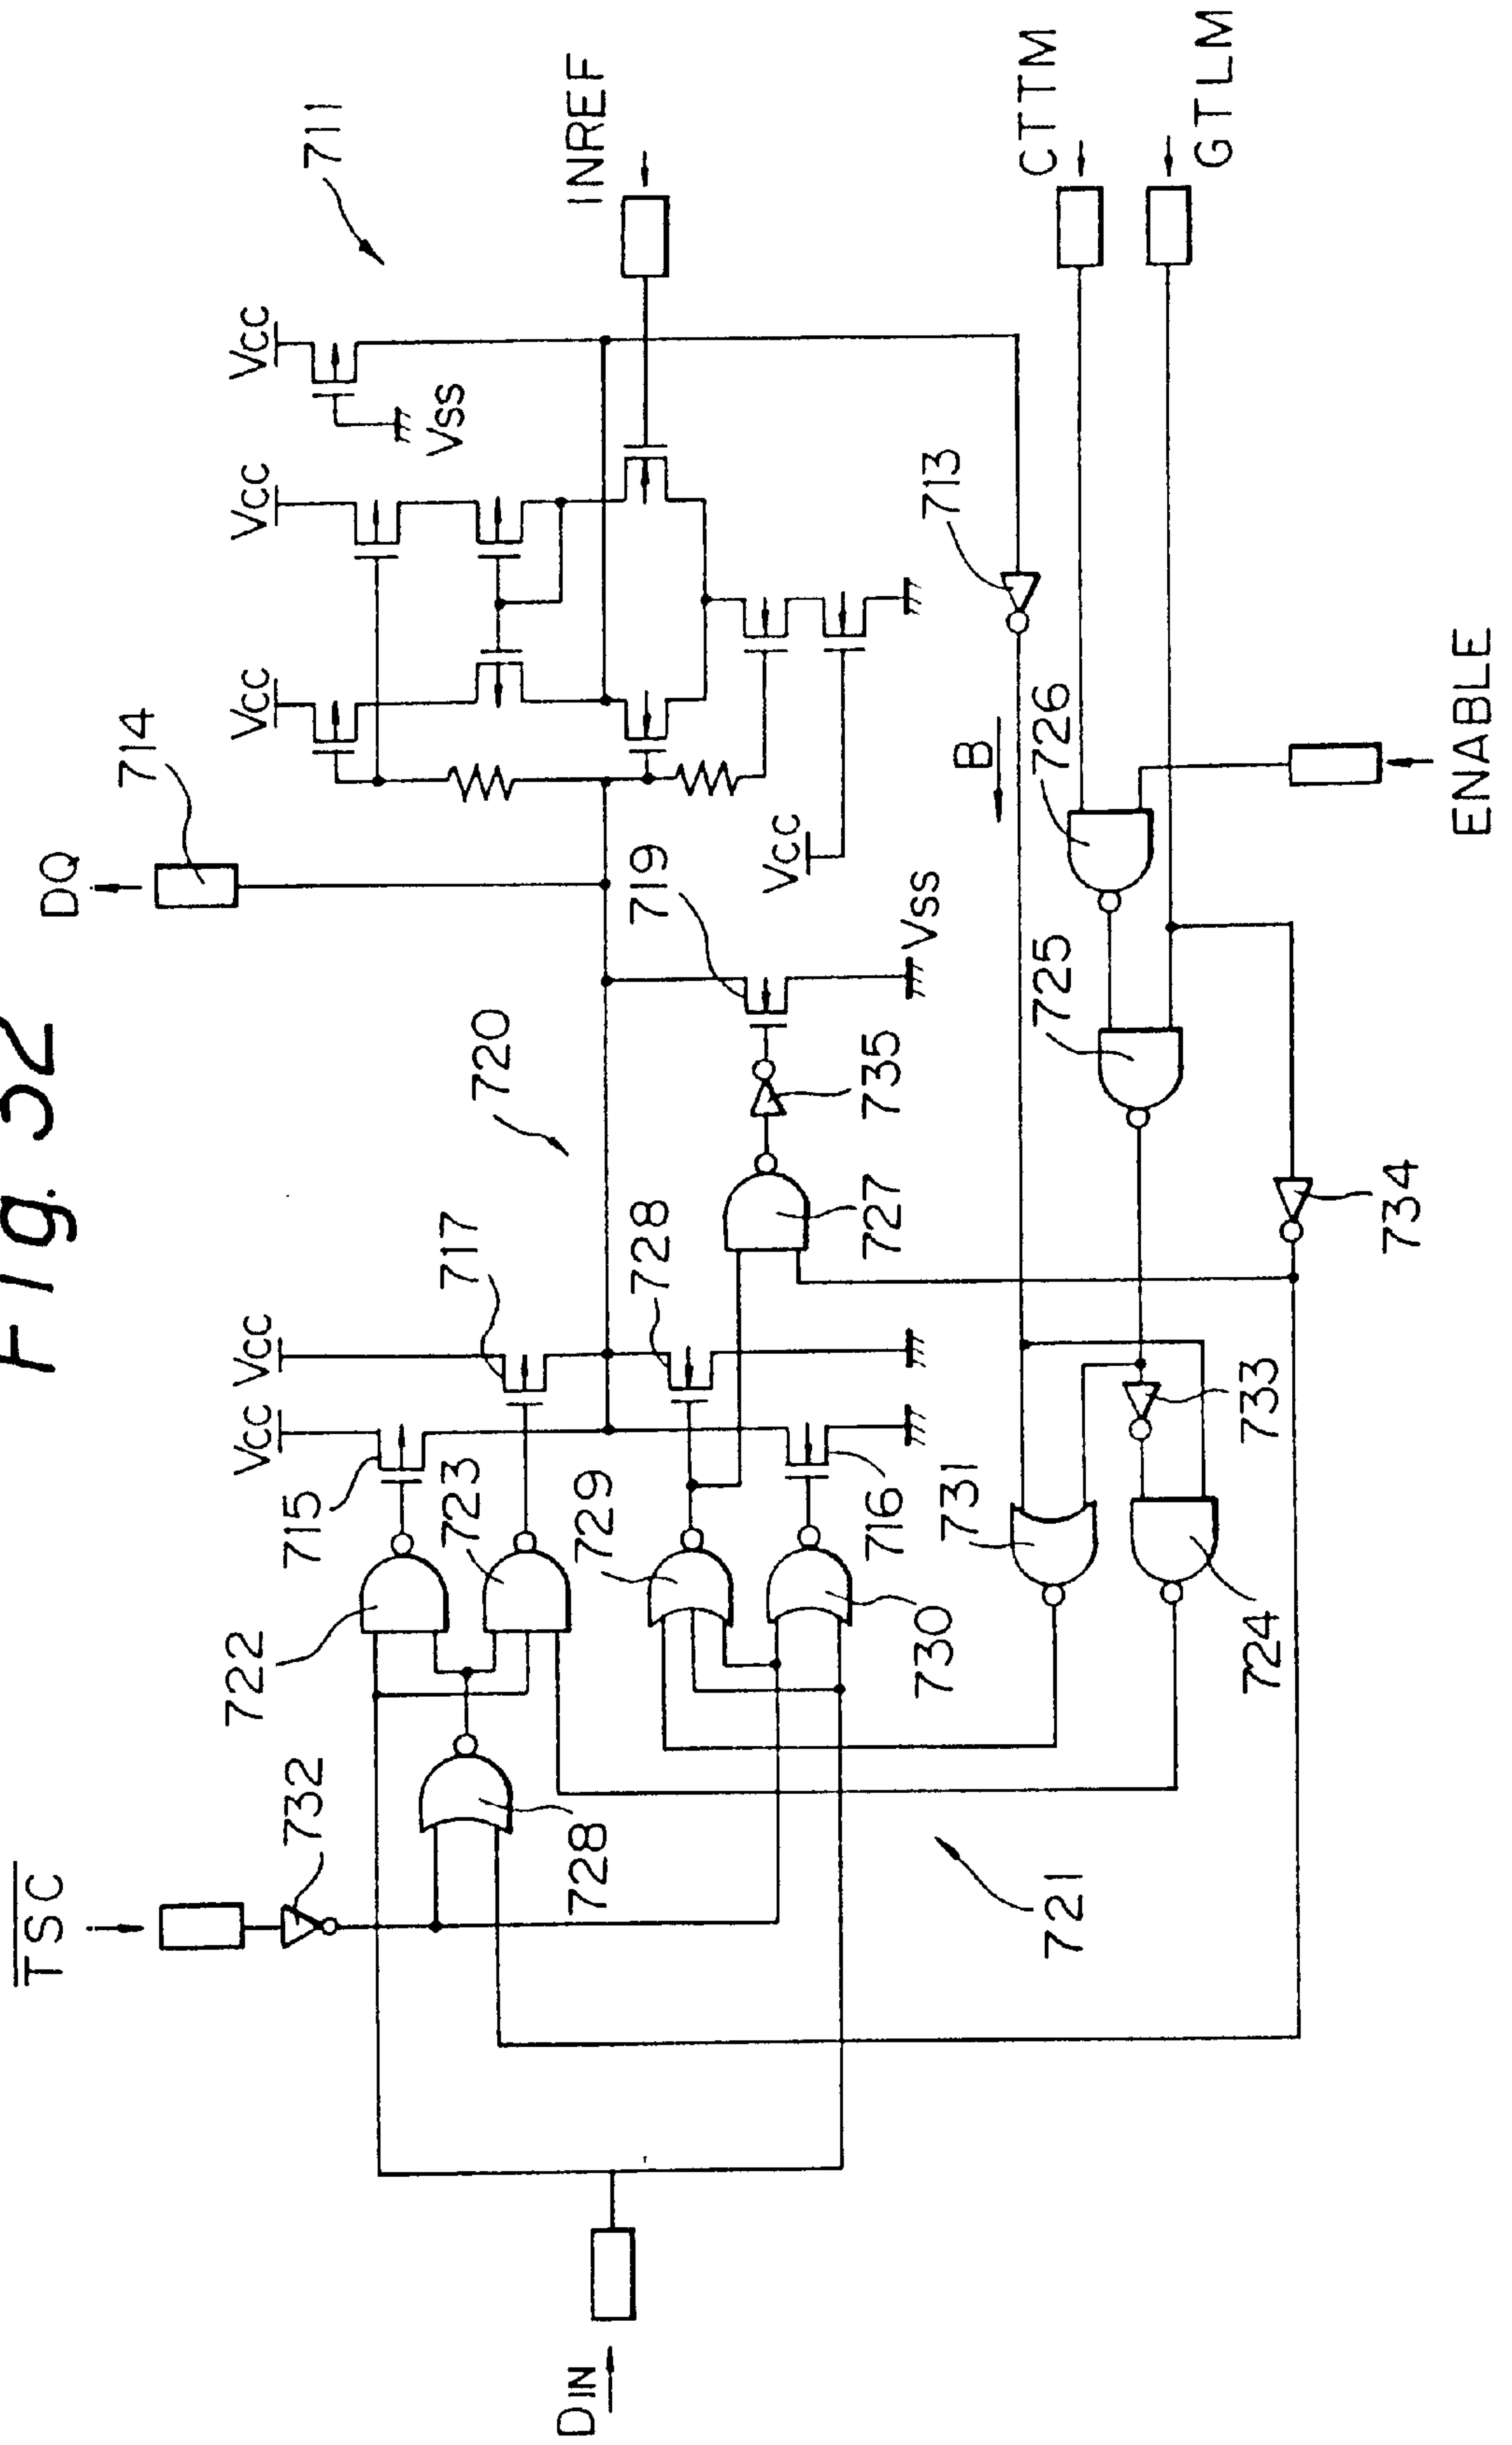 Fig. 32
TSC
DQ
714
732
VCC
VCC
VCC
VCC
VCC
711
722
715
717
VSS
INREF
723
720
728
729
728
719
VCC
DIN
716
735
VSS
727
730
731
713
B
CTTM
721
725
726
GTLM
724
733
734
ENABLE